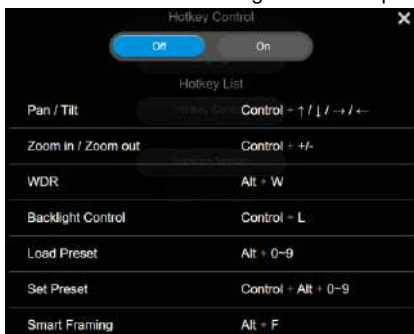 Hotkey Control
Off On
Hotkey List
Pan / Tilt Control + ↑ / ↓ / → / ←
Zoom in / Zoom out Control + +/-
WDR Alt + W
Backlight Control Control + L
Load Preset Alt + 0~9
Set Preset Control + Alt + 0~9
Smart Framing Alt + F